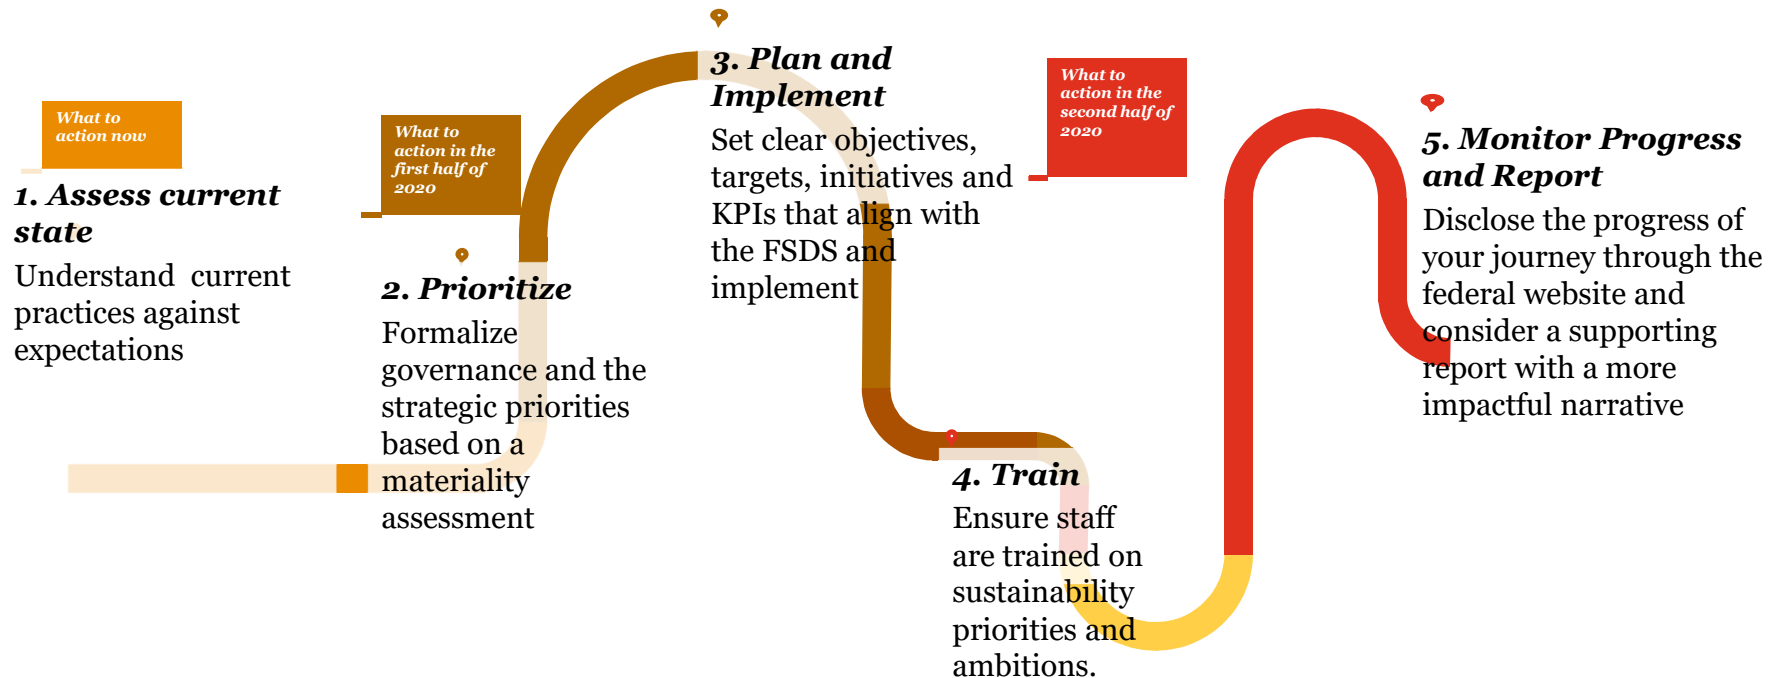 What to
action now
1. Assess current
state
Understand  current
practices against
expectations
What to
action in the
first half of
2020
2. Prioritize
Formalize
governance and the
strategic priorities
based on a
materiality
assessment
3. Plan and
Implement
Set clear objectives,
targets, initiatives and
KPIs that align with
the FSDS and
implement
What to
action in the
second half of
2020
4. Train
Ensure staff
are trained on
sustainability
priorities and
ambitions.
5. Monitor Progress
and Report
Disclose the progress of
your journey through the
federal website and
consider a supporting
report with a more
impactful narrative